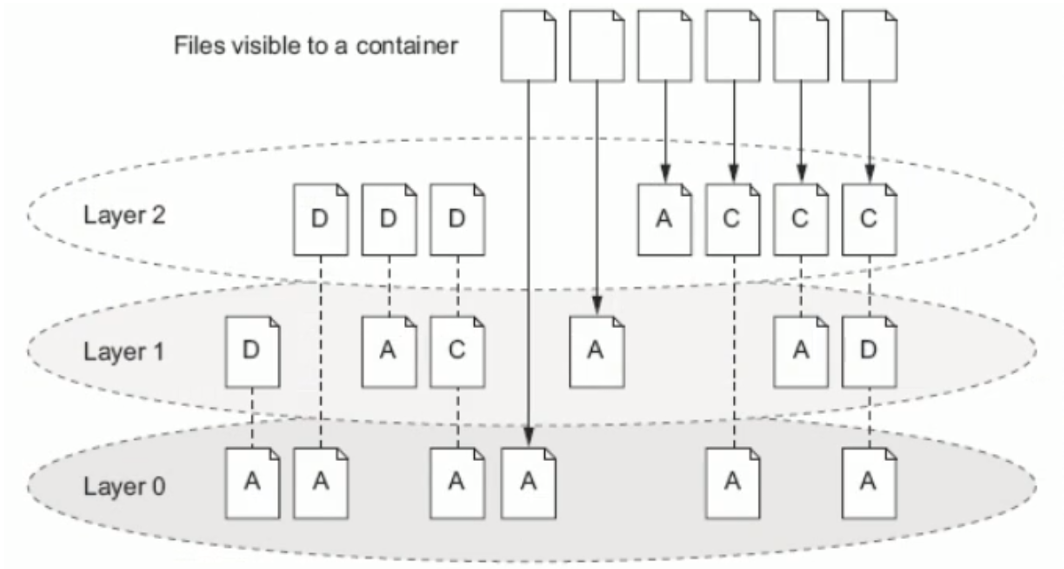 Files visible to a container
Layer 2 D D D A C C C
Layer 1 D A C A A D
Layer 0 A A A A A A